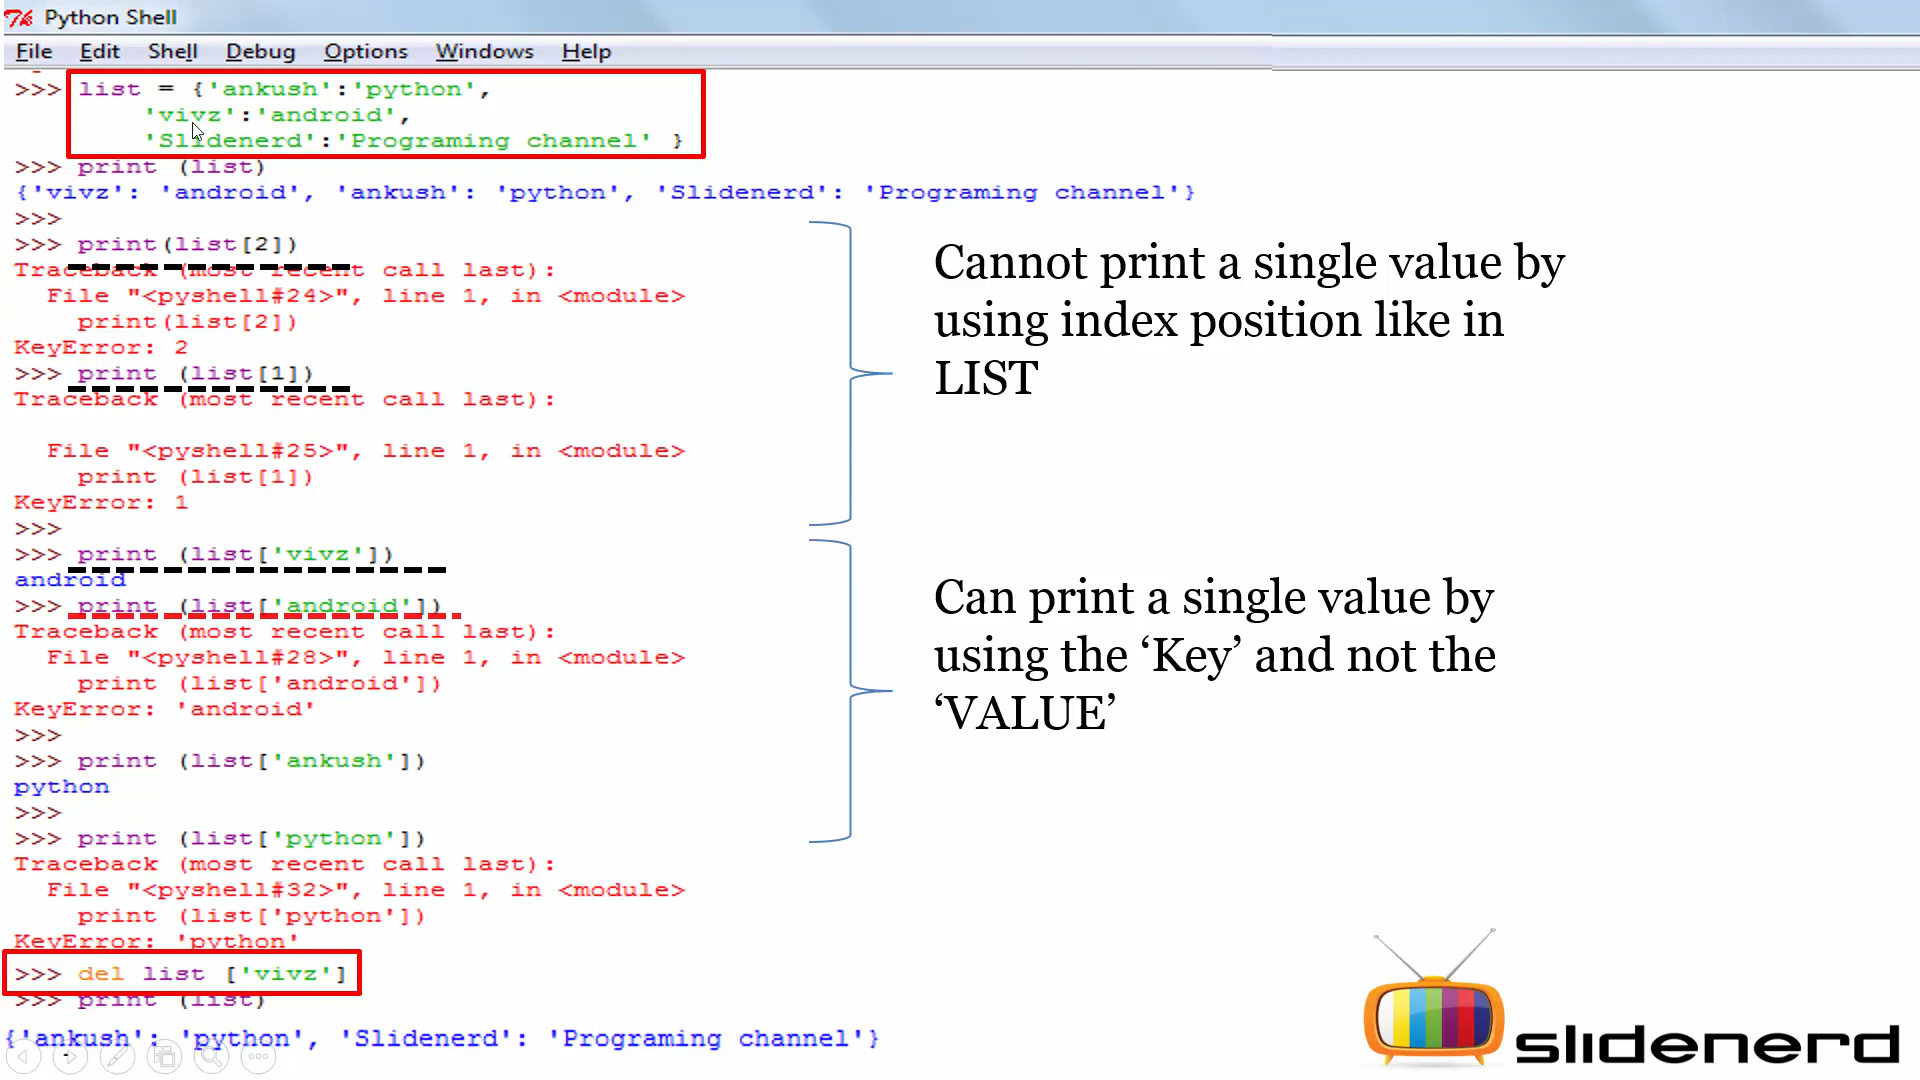 Python Shell
File Edit Shell Debug Options Windows Help
>>> list = {'ankush':'python',
'vivz':'android',
'Slidenerd':'Programing channel' }
>>> print (list)
{'vivz': 'android', 'ankush': 'python', 'Slidenerd': 'Programing channel'}
>>>
>>> print(list[2])
Traceback (most recent call last):
File "<pyshell#24>", line 1, in <module>
print(list[2])
KeyError: 2
>>> print (list[1])
Traceback (most recent call last):
File "<pyshell#25>", line 1, in <module>
print (list[1])
KeyError: 1
>>>
>>> print (list['vivz'])
android
>>> print (list['android'])
Traceback (most recent call last):
File "<pyshell#28>", line 1, in <module>
print (list['android'])
KeyError: 'android'
>>>
>>> print (list['ankush'])
python
>>>
>>> print (list['python'])
Traceback (most recent call last):
File "<pyshell#32>", line 1, in <module>
print (list['python'])
KeyError: 'python'
>>> del list ['vivz']
>>> print (list)
{'ankush': 'python', 'Slidenerd': 'Programing channel'}
Cannot print a single value by
using index position like in
LIST
Can print a single value by
using the ‘Key’ and not the
‘VALUE’
slidenerd